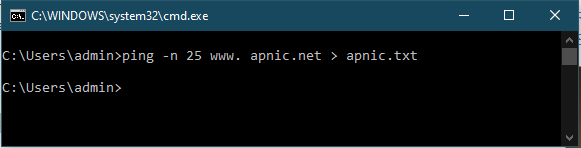 C:\WINDOWS\system32\cmd.exe
C:\Users\admin>ping -n 25 www. apnic.net > apnic.txt
C:\Users\admin>